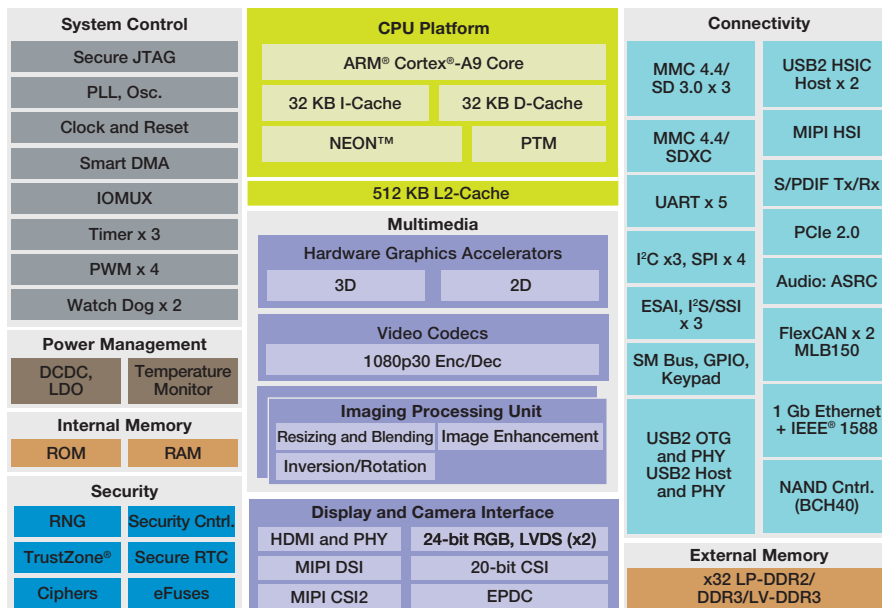 System Control
Secure JTAG
PLL, Osc.
Clock and Reset
Smart DMA
IOMUX
Timer x 3
PWM x 4
Watch Dog x 2
Power Management
DCDC,
LDO
Temperature
Monitor
Internal Memory
ROM
RAM
Security
RNG
Security Cntrl.
TrustZone®
Secure RTC
Ciphers
eFuses
CPU Platform
ARM® Cortex®-A9 Core
32 KB I-Cache
32 KB D-Cache
NEON™
PTM
512 KB L2-Cache
Multimedia
Hardware Graphics Accelerators
3D
2D
Video Codecs
1080p30 Enc/Dec
Imaging Processing Unit
Resizing and Blending
Image Enhancement
Inversion/Rotation
Display and Camera Interface
HDMI and PHY
24-bit RGB, LVDS (x2)
MIPI DSI
20-bit CSI
MIPI CSI2
EPDC
Connectivity
MMC 4.4/
SD 3.0 x 3
MMC 4.4/
SDXC
UART x 5
I²C x3, SPI x 4
ESAI, I²S/SSI
x 3
SM Bus, GPIO,
Keypad
USB2 OTG
and PHY
USB2 Host
and PHY
USB2 HSIC
Host x 2
MIPI HSI
S/PDIF Tx/Rx
PCIe 2.0
Audio: ASRC
FlexCAN x 2
MLB150
1 Gb Ethernet
+ IEEE® 1588
NAND Cntrl.
(BCH40)
External Memory
x32 LP-DDR2/
DDR3/LV-DDR3